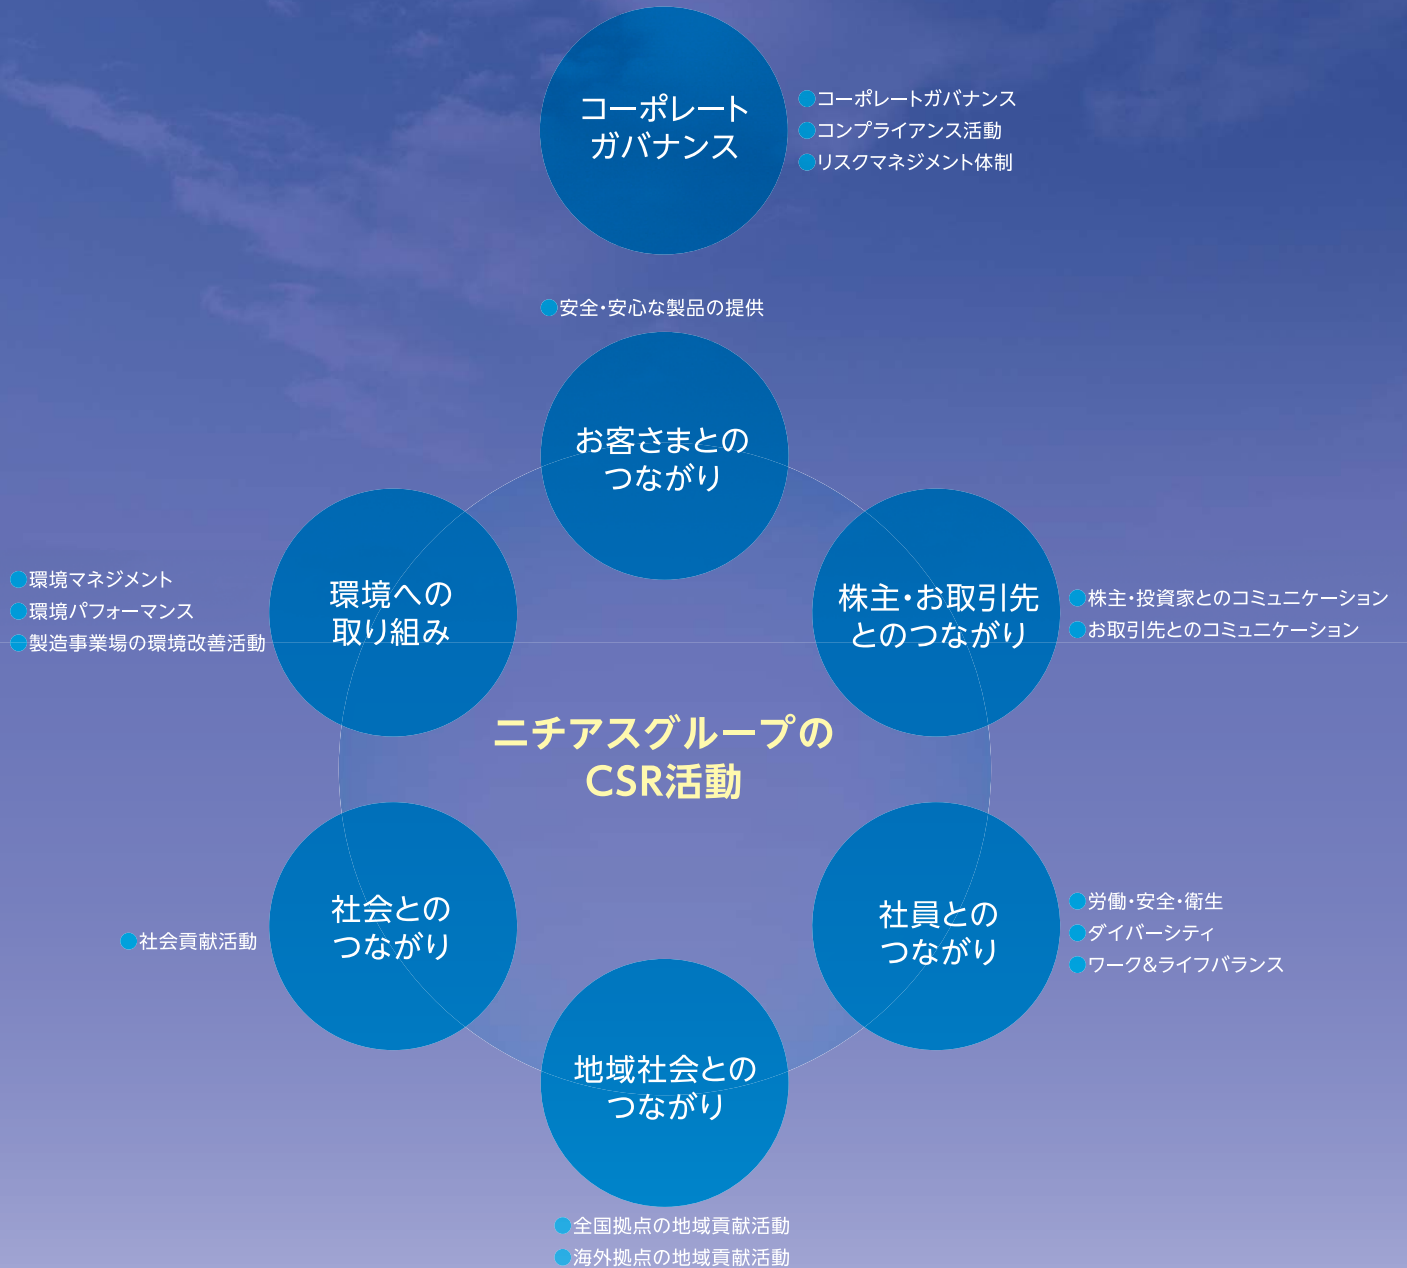 コーポレート
ガバナンス
●コーポレートガバナンス
●コンプライアンス活動
●リスクマネジメント体制
●安全・安心な製品の提供
お客さまとの
つながり
環境への
取り組み
●環境マネジメント
●環境パフォーマンス
●製造事業場の環境改善活動
株主・お取引先
とのつながり
●株主・投資家とのコミュニケーション
●お取引先とのコミュニケーション
ニチアスグループの
CSR活動
社会との
つながり
●社会貢献活動
社員との
つながり
●労働・安全・衛生
●ダイバーシティ
●ワーク&ライフバランス
地域社会との
つながり
●全国拠点の地域貢献活動
●海外拠点の地域貢献活動